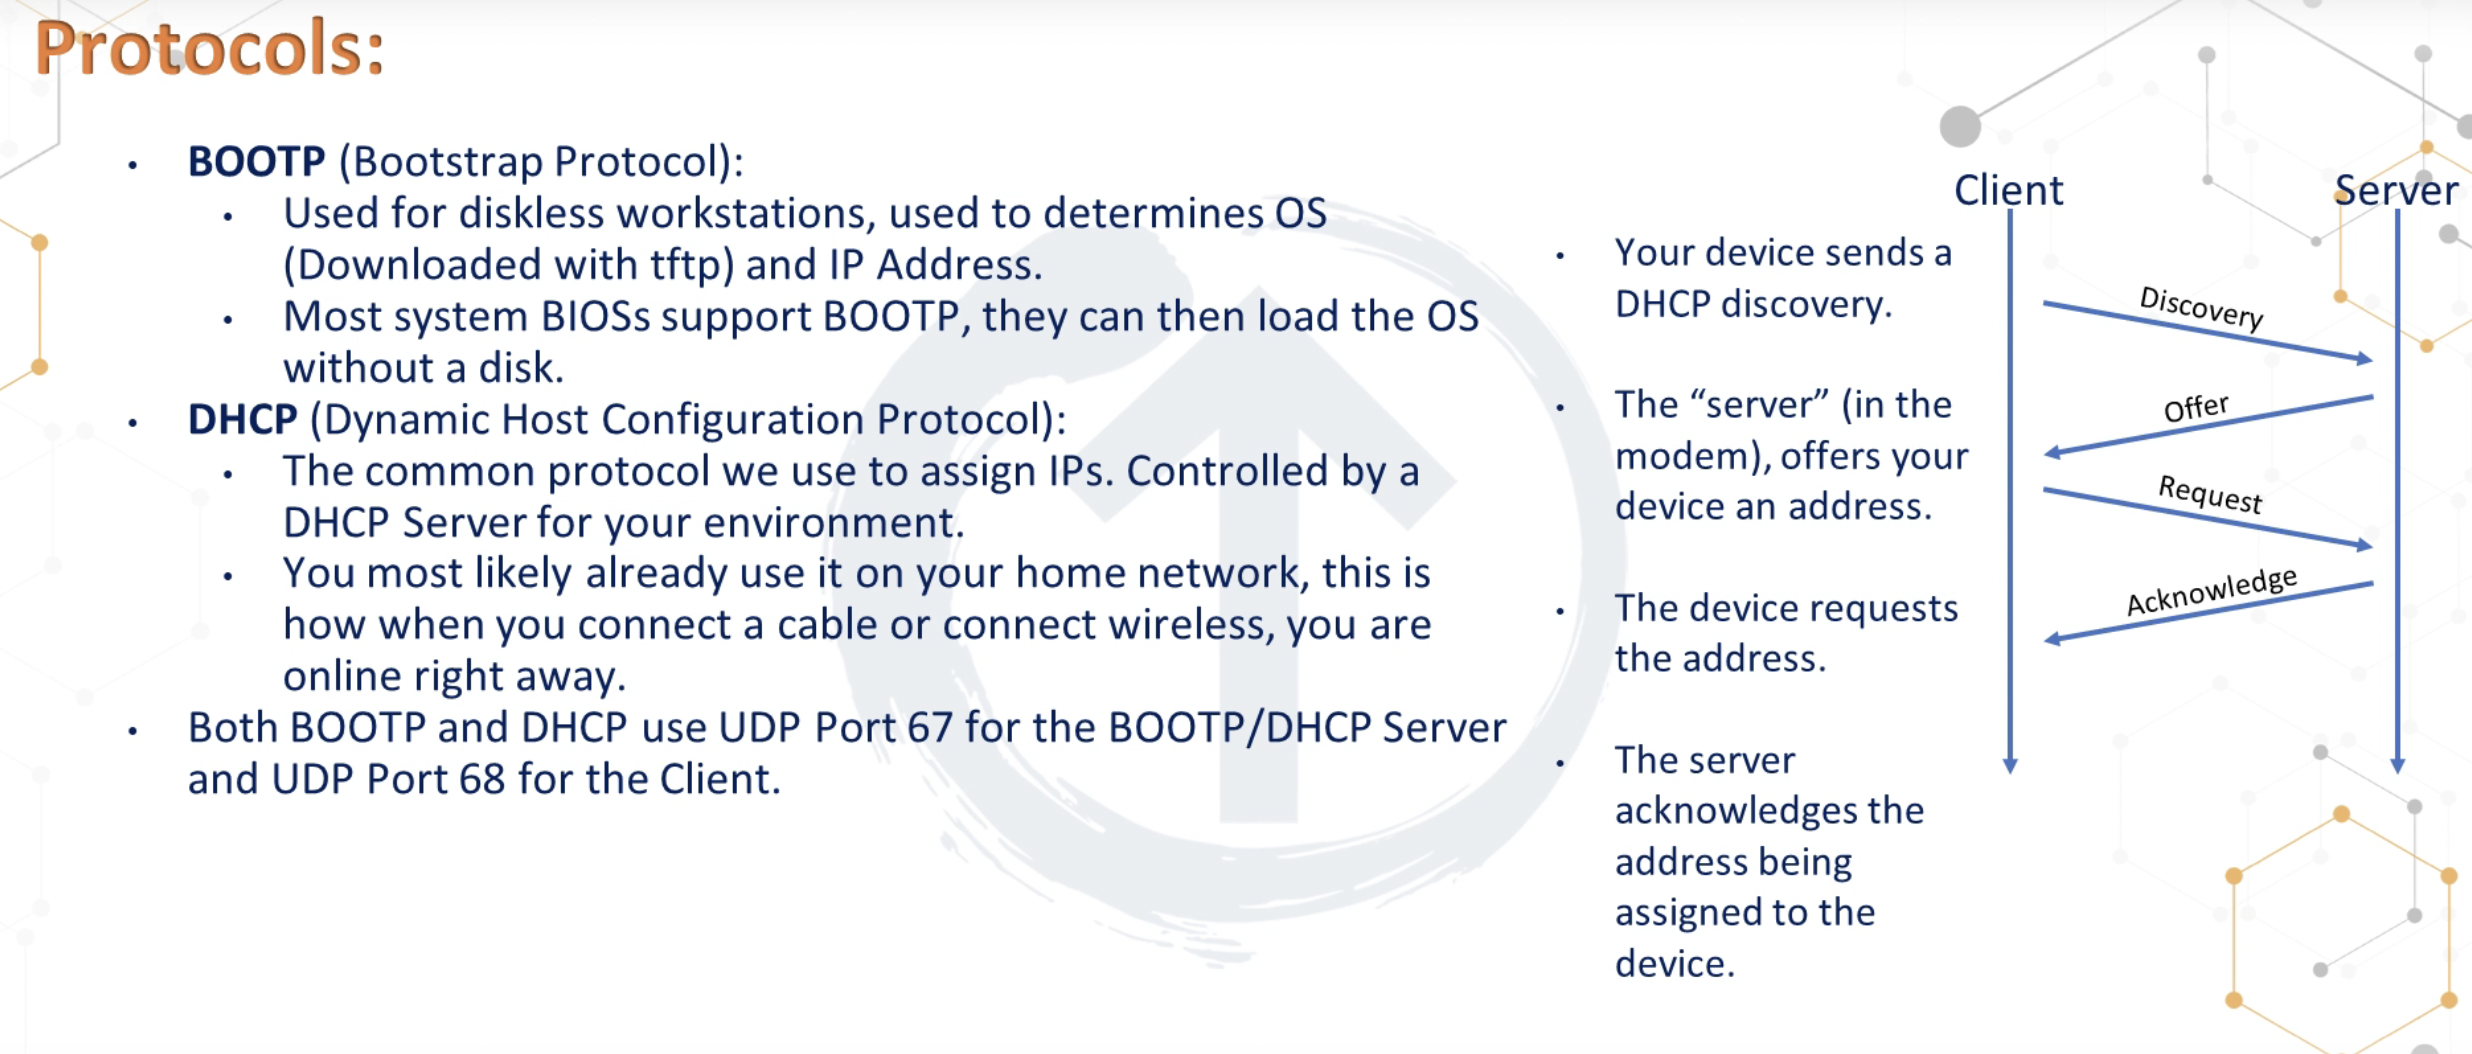 Protocols:
• BOOTP (Bootstrap Protocol):
• Used for diskless workstations, used to determines OS
(Downloaded with tftp) and IP Address.
• Most system BIOSs support BOOTP, they can then load the OS
without a disk.
• DHCP (Dynamic Host Configuration Protocol):
• The common protocol we use to assign IPs. Controlled by a
DHCP Server for your environment.
• You most likely already use it on your home network, this is
how when you connect a cable or connect wireless, you are
online right away.
• Both BOOTP and DHCP use UDP Port 67 for the BOOTP/DHCP Server
and UDP Port 68 for the Client.
• Your device sends a
DHCP discovery.
• The “server” (in the
modem), offers your
device an address.
• The device requests
the address.
• The server
acknowledges the
address being
assigned to the
device.
Client
Server
Discovery
Offer
Request
Acknowledge